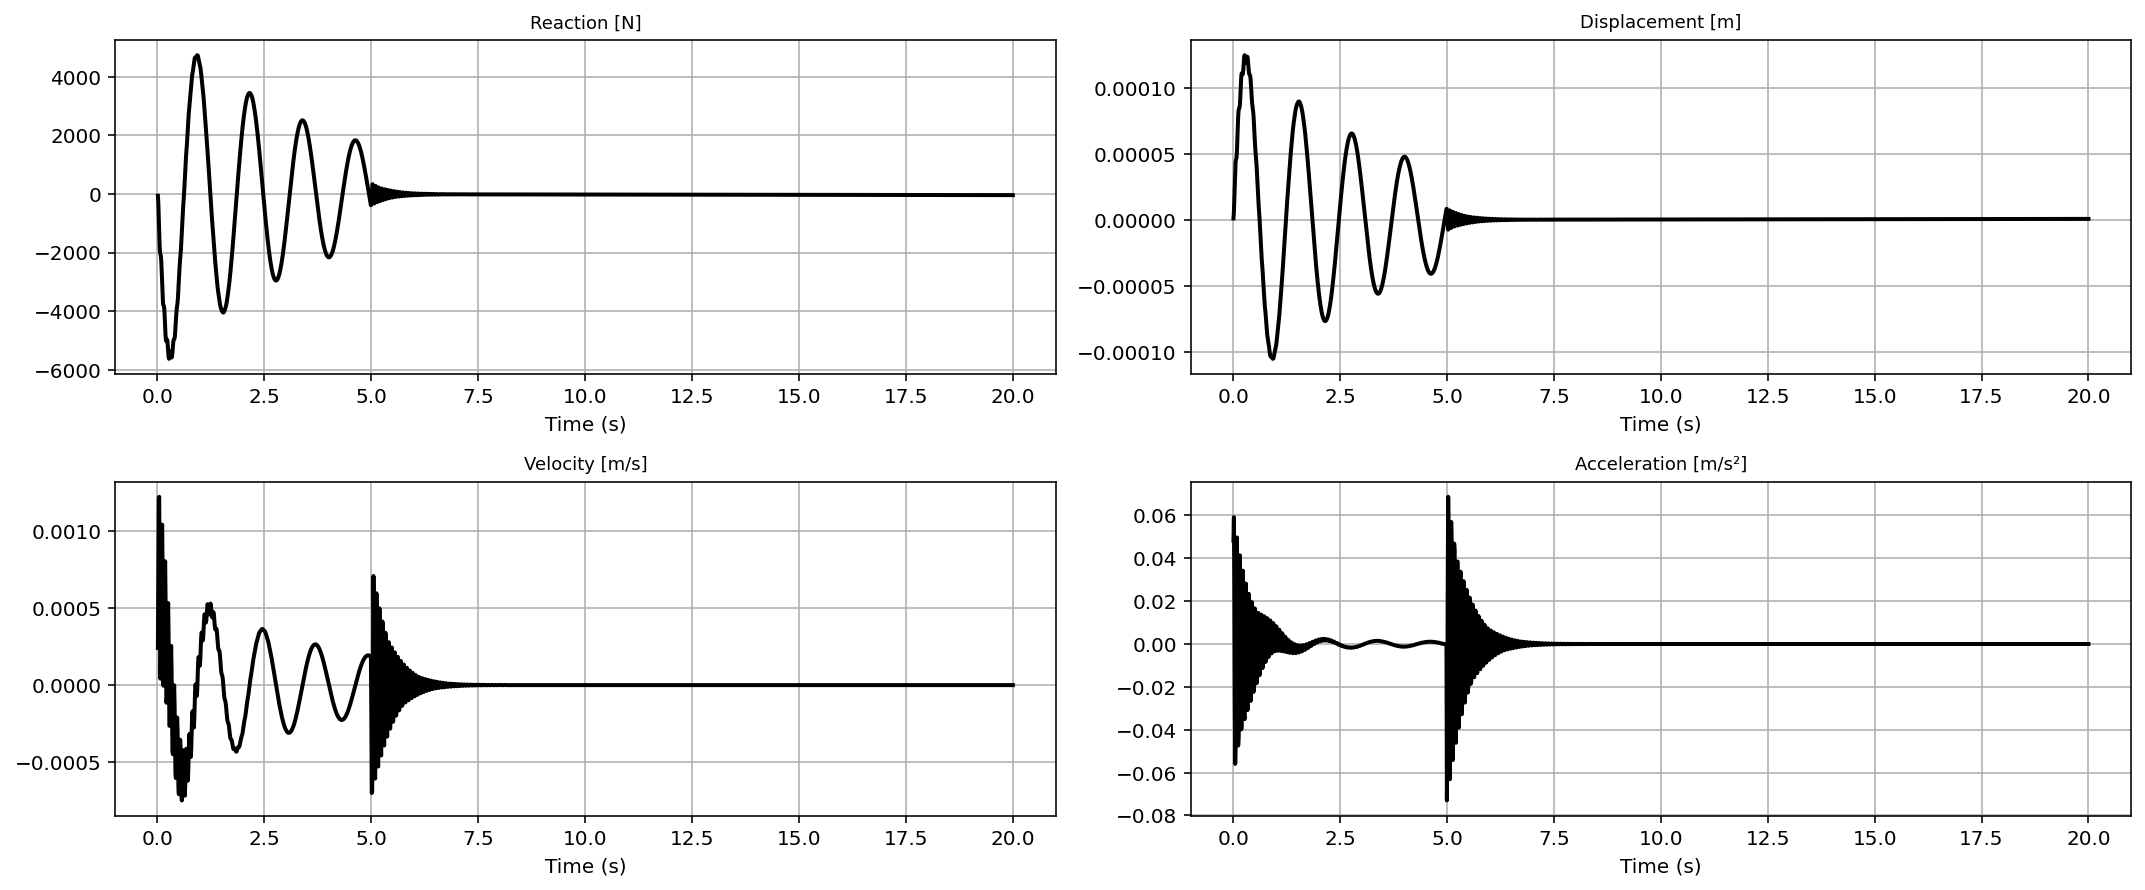 Reaction [N]
4000
2000
0
−2000
−4000
−6000
0.0 2.5 5.0 7.5 10.0 12.5 15.0 17.5 20.0
Time (s)
Displacement [m]
0.00010
0.00005
0.00000
−0.00005
−0.00010
0.0 2.5 5.0 7.5 10.0 12.5 15.0 17.5 20.0
Time (s)
Velocity [m/s]
0.0010
0.0005
0.0000
−0.0005
0.0 2.5 5.0 7.5 10.0 12.5 15.0 17.5 20.0
Time (s)
Acceleration [m/s²]
0.06
0.04
0.02
0.00
−0.02
−0.04
−0.06
−0.08
0.0 2.5 5.0 7.5 10.0 12.5 15.0 17.5 20.0
Time (s)